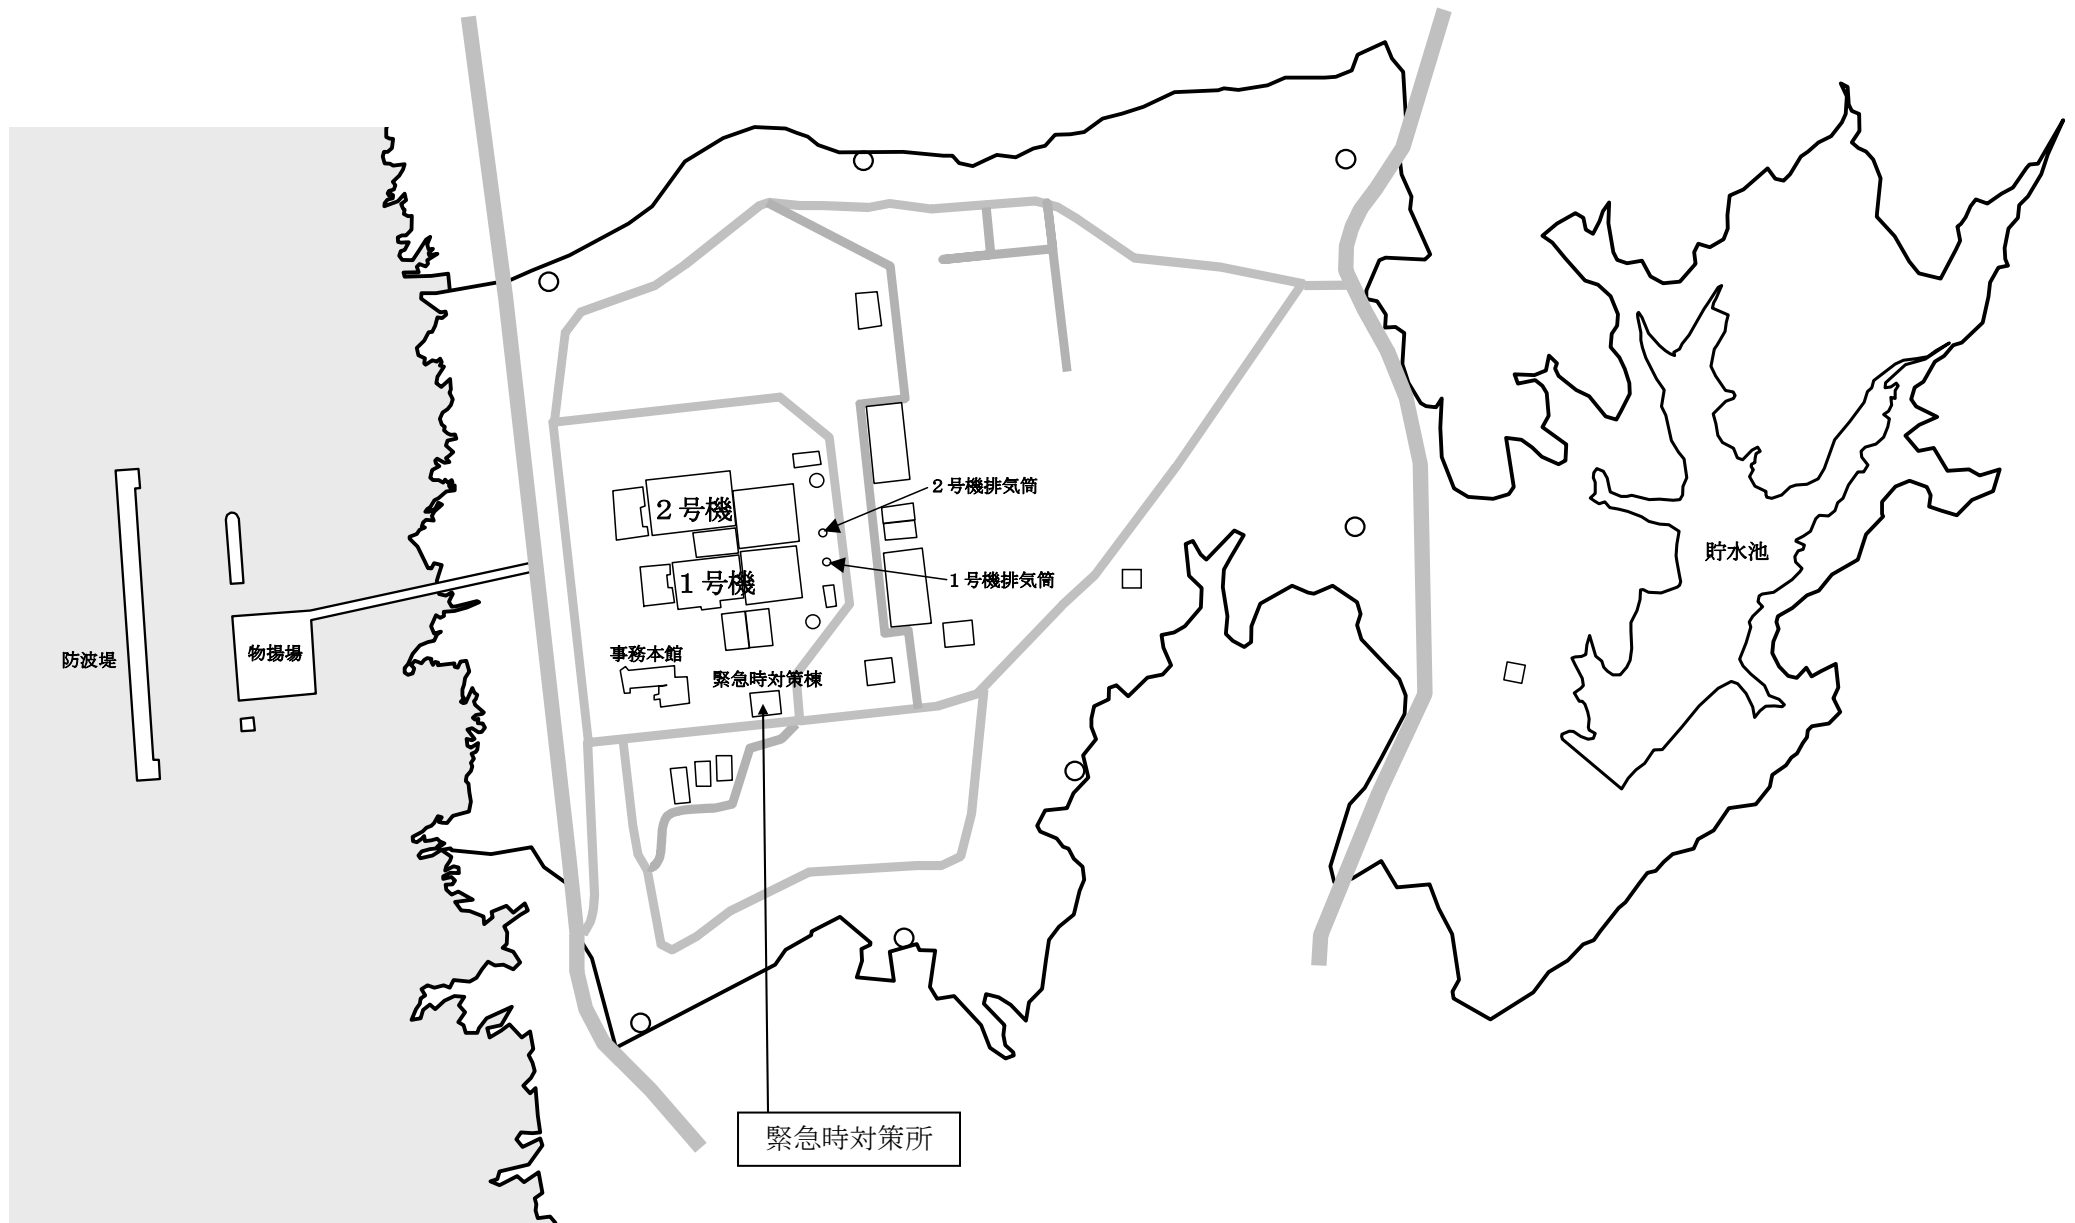 ２号機排気筒
２号機
貯水池
１号機排気筒
１号機
物揚場
事務本館
防波堤
緊急時対策棟
緊急時対策所